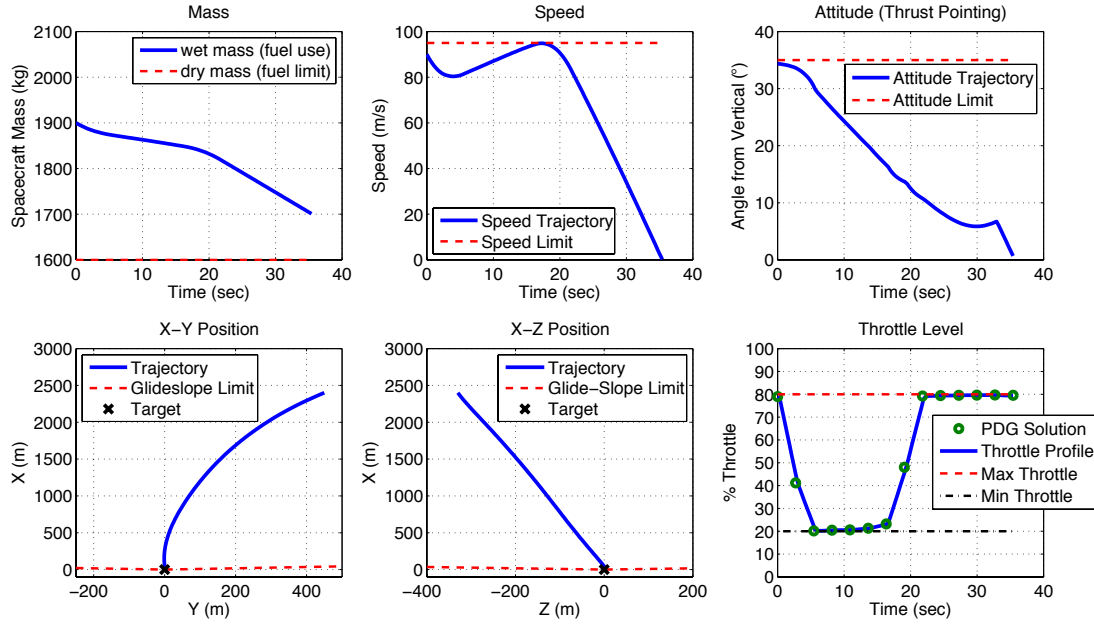 Mass
Spacecraft Mass (kg)
2100
2000
1900
1800
1700
1600
wet mass (fuel use)
dry mass (fuel limit)
0 10 20 30 40
Time (sec)
Speed
Speed (m/s)
100
80
60
40
20
0
Speed Trajectory
Speed Limit
0 10 20 30 40
Time (sec)
Attitude (Thrust Pointing)
Angle from Vertical (°)
40
30
20
10
0
Attitude Trajectory
Attitude Limit
0 10 20 30 40
Time (sec)
X−Y Position
X (m)
3000
2500
2000
1500
1000
500
0
Trajectory
Glideslope Limit
Target
−200 0 200 400
Y (m)
X−Z Position
X (m)
3000
2500
2000
1500
1000
500
0
Trajectory
Glide−Slope Limit
Target
−400 −200 0 200
Z (m)
Throttle Level
% Throttle
100
90
80
70
60
50
40
30
20
10
0
PDG Solution
Throttle Profile
Max Throttle
Min Throttle
0 10 20 30 40
Time (sec)